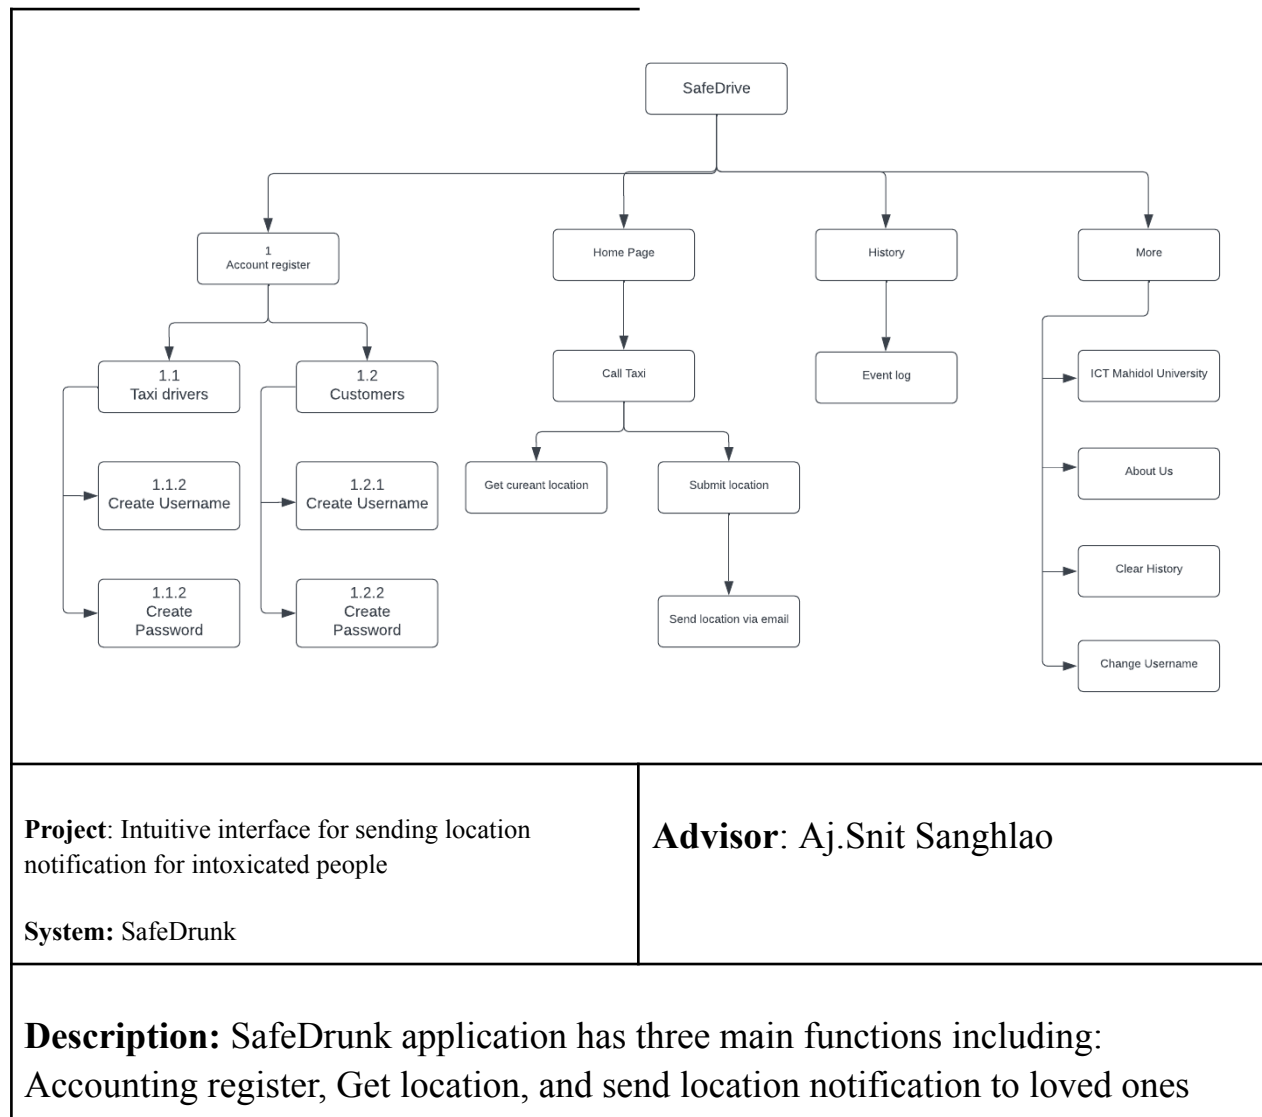 SafeDrive
1
Account register
Home Page
History
More
1.1
Taxi drivers
1.2
Customers
Call Taxi
Event log
ICT Mahidol University
1.1.2
Create Username
1.2.1
Create Username
Get cureant location
Submit location
About Us
1.1.2
Create
Password
1.2.2
Create
Password
Send location via email
Clear History
Change Username
Project: Intuitive interface for sending location
notification for intoxicated people
System: SafeDrunk
Advisor: Aj.Snit Sanghlao
Description: SafeDrunk application has three main functions including:
Accounting register, Get location, and send location notification to loved ones